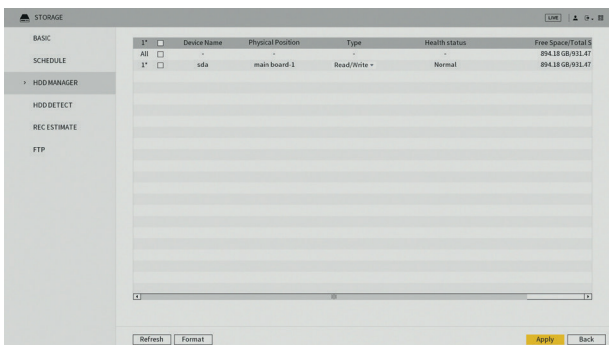 STORAGE LIVE
BASIC
SCHEDULE
HDD MANAGER
HDD DETECT
REC ESTIMATE
FTP
1* Device Name Physical Position Type Health status Free Space/Total S
All - - - - 894.18 GB/931.47
1* sda main board-1 Read/Write Normal 894.18 GB/931.47
Refresh Format Apply Back